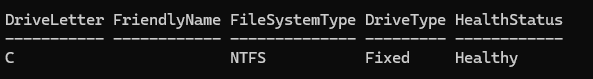 DriveLetter FriendlyName FileSystemType DriveType HealthStatus
----------- ------------ -------------- --------- ------------
C                        NTFS           Fixed     Healthy